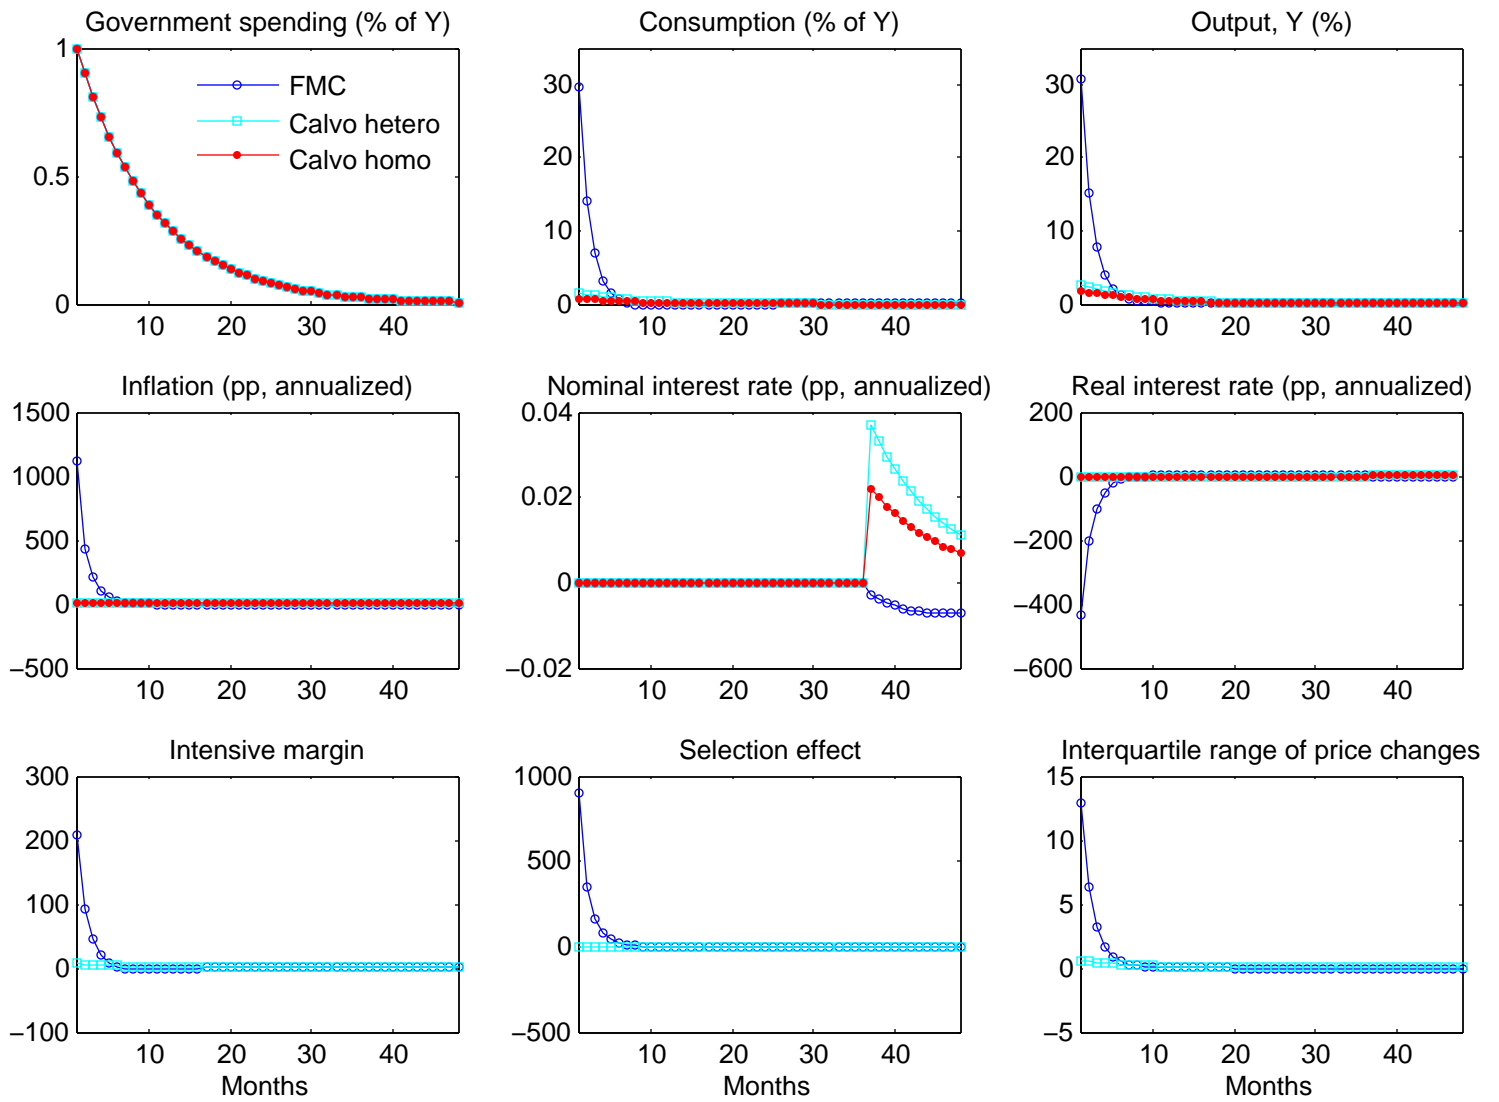 Government spending (% of Y)
1
0.5
0
10 20 30 40
FMC
Calvo hetero
Calvo homo
Consumption (% of Y)
30
20
10
0
10 20 30 40
Output, Y (%)
30
20
10
0
10 20 30 40
Inflation (pp, annualized)
1500
1000
500
0
−500
10 20 30 40
Nominal interest rate (pp, annualized)
0.04
0.02
0
−0.02
10 20 30 40
Real interest rate (pp, annualized)
200
0
−200
−400
−600
10 20 30 40
Intensive margin
300
200
100
0
−100
10 20 30 40
Months
Selection effect
1000
500
0
−500
10 20 30 40
Months
Interquartile range of price changes
15
10
5
0
−5
10 20 30 40
Months